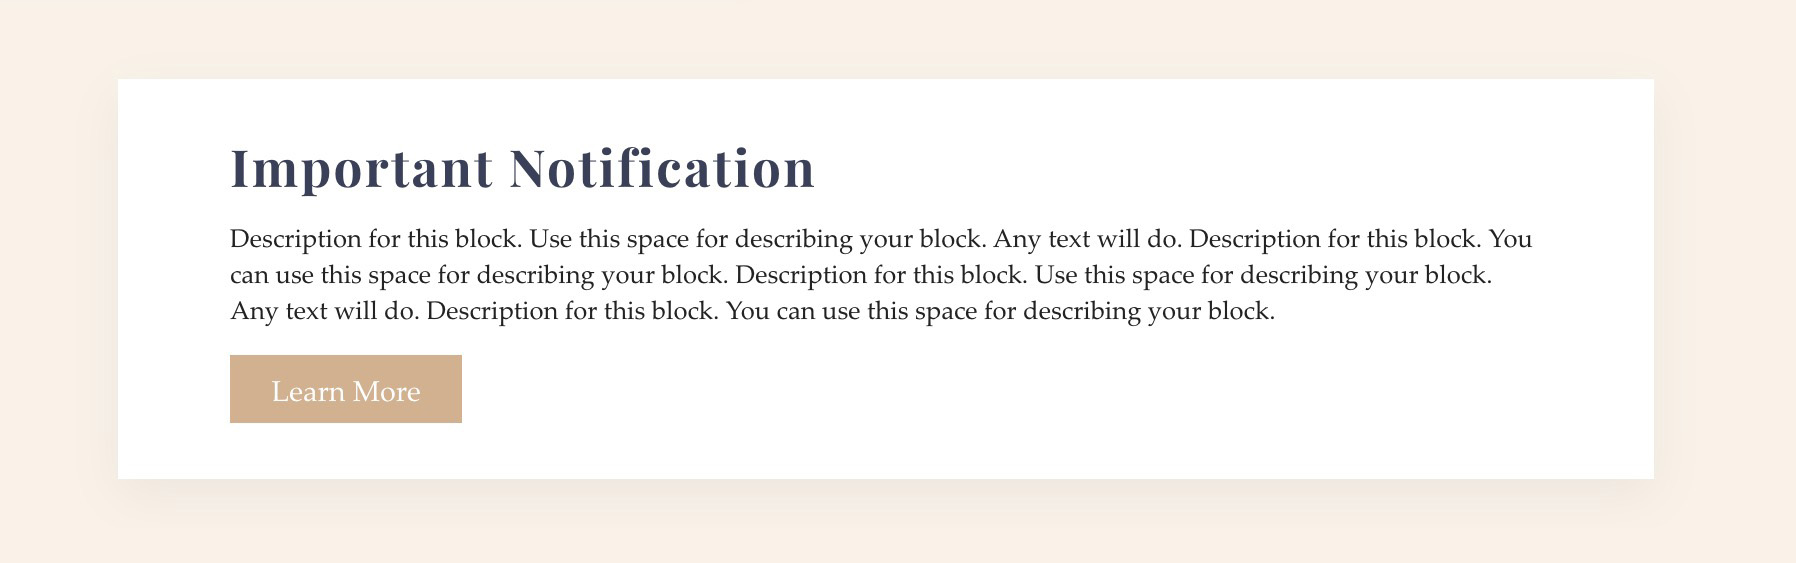 Important Notification
Description for this block. Use this space for describing your block. Any text will do. Description for this block. You
can use this space for describing your block. Description for this block. Use this space for describing your block.
Any text will do. Description for this block. You can use this space for describing your block.
Learn More